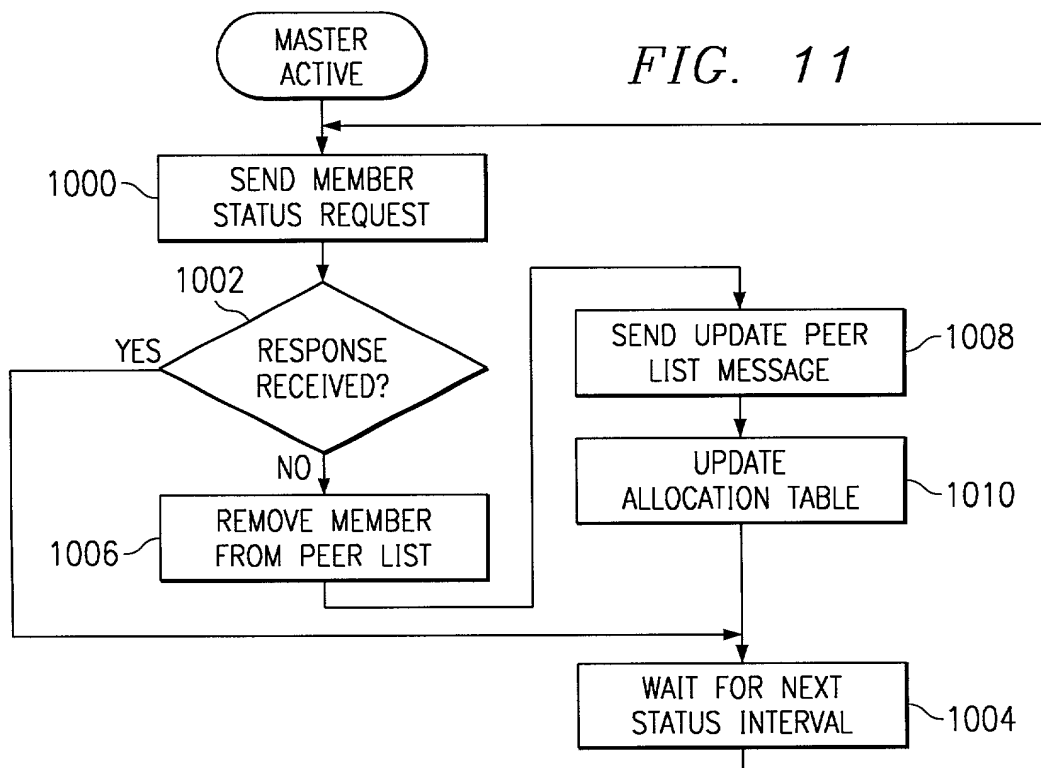 MASTER
ACTIVE
FIG. 11
1000
SEND MEMBER
STATUS REQUEST
1002
YES
RESPONSE
RECEIVED?
NO
1006
REMOVE MEMBER
FROM PEER LIST
SEND UPDATE PEER
LIST MESSAGE
1008
UPDATE
ALLOCATION TABLE
1010
WAIT FOR NEXT
STATUS INTERVAL
1004